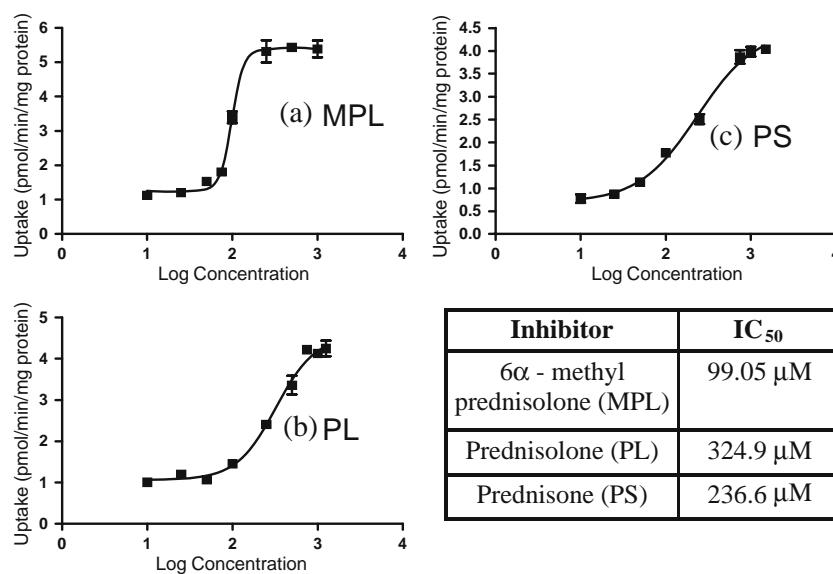 Uptake (pmol/min/mg protein)
6
5
4
3
2
1
0
(a) MPL
0 1 2 3 4
Log Concentration
Uptake (pmol/min/mg protein)
4.5
4.0
3.5
3.0
2.5
2.0
1.5
1.0
0.5
0.0
(c) PS
0 1 2 3 4
Log Concentration
Uptake (pmol/min/mg protein)
5
4
3
2
1
0
(b) PL
0 1 2 3 4
Log Concentration
Inhibitor IC50
6α - methyl
prednisolone (MPL) 99.05 μM
Prednisolone (PL) 324.9 μM
Prednisone (PS) 236.6 μM